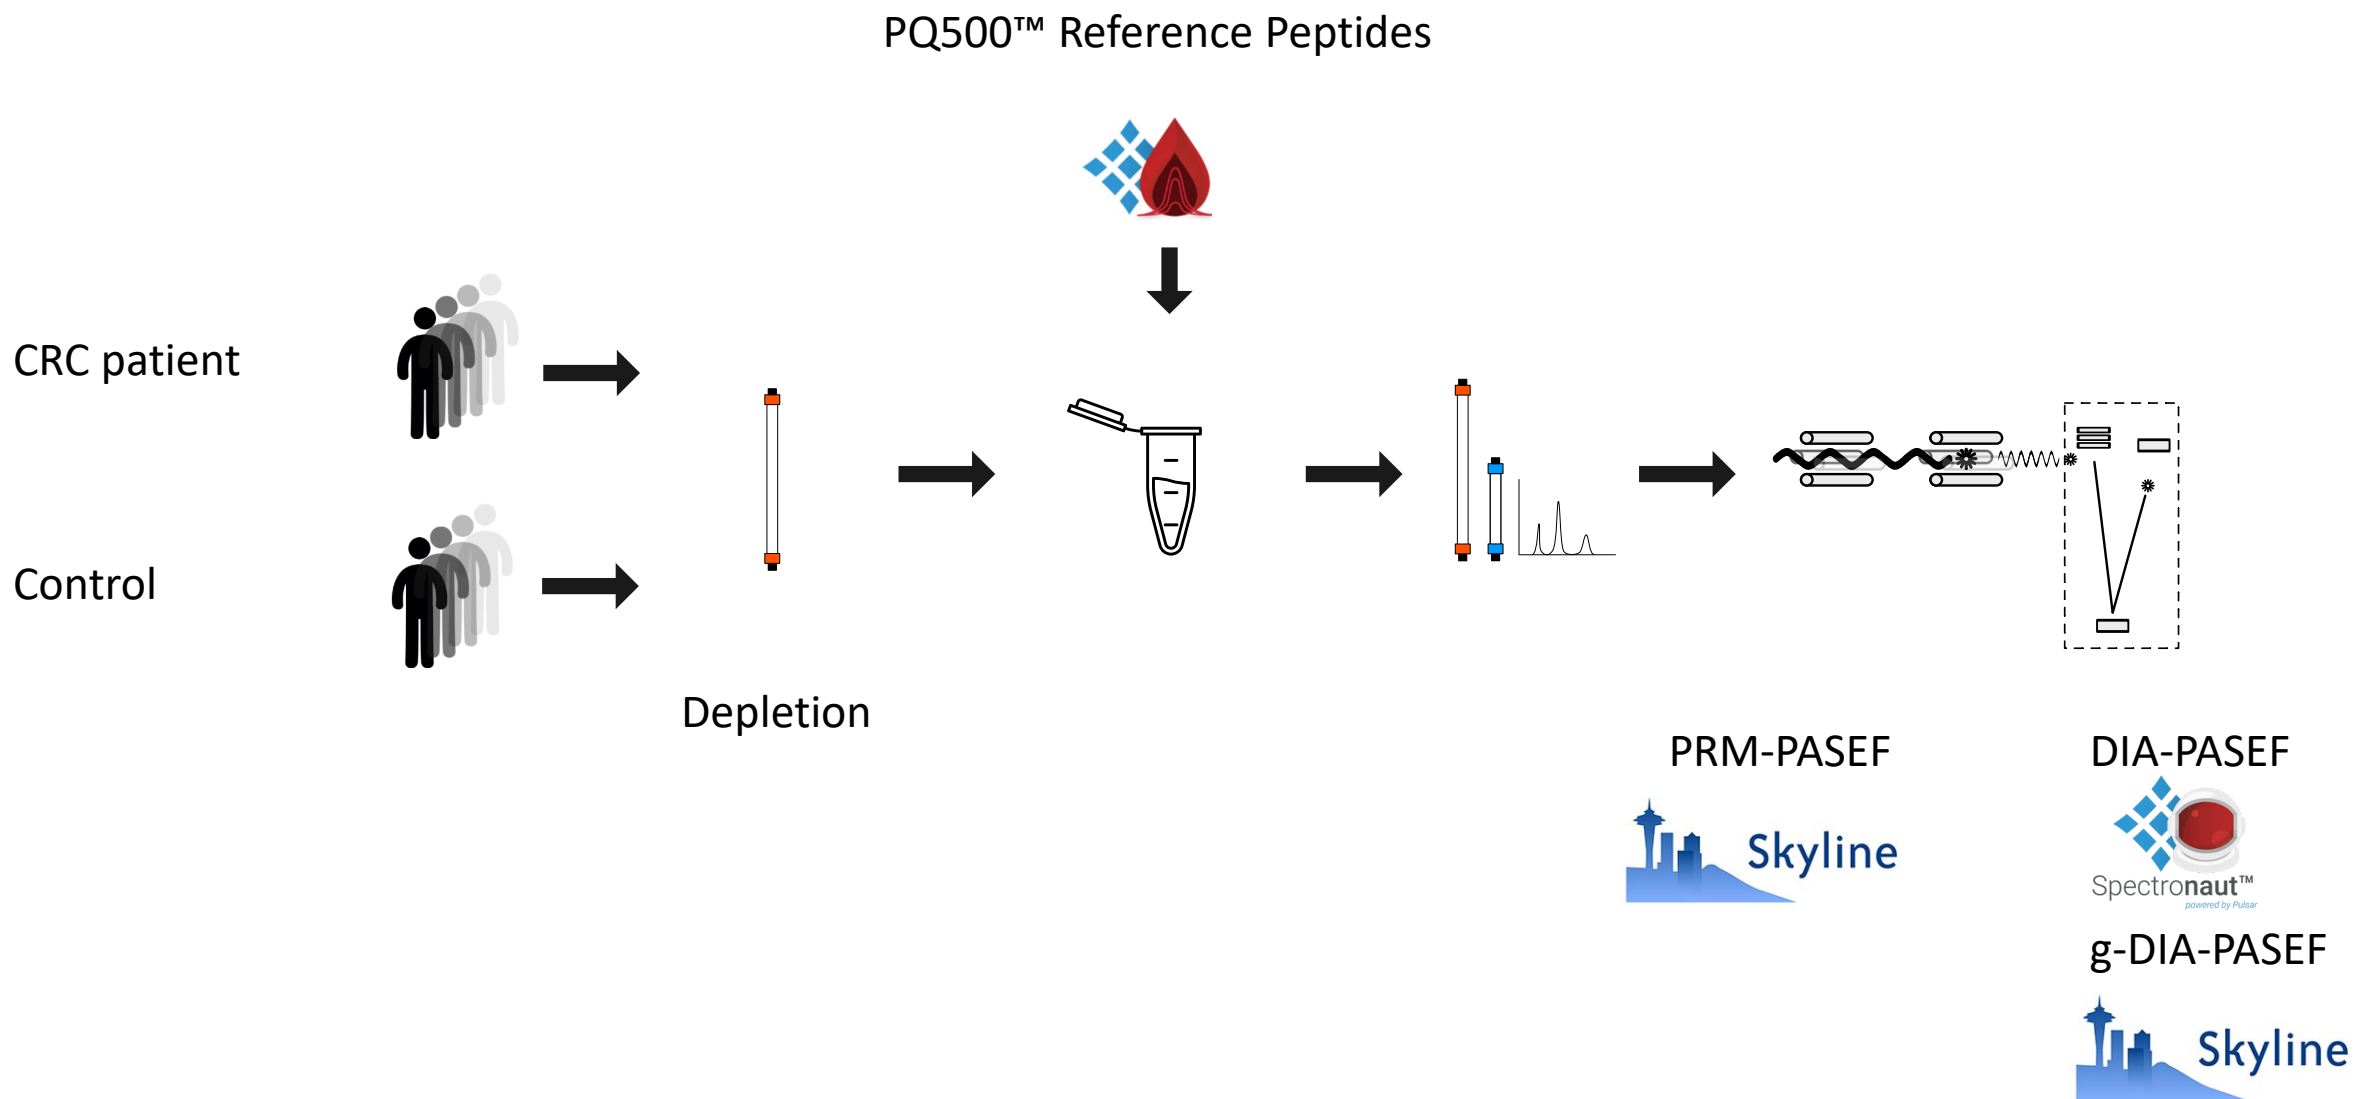 PQ500™ Reference Peptides
CRC patient
Control
Depletion
PRM-PASEF
DIA-PASEF
Skyline
Spectronaut™
powered by Pulsar
g-DIA-PASEF
Skyline